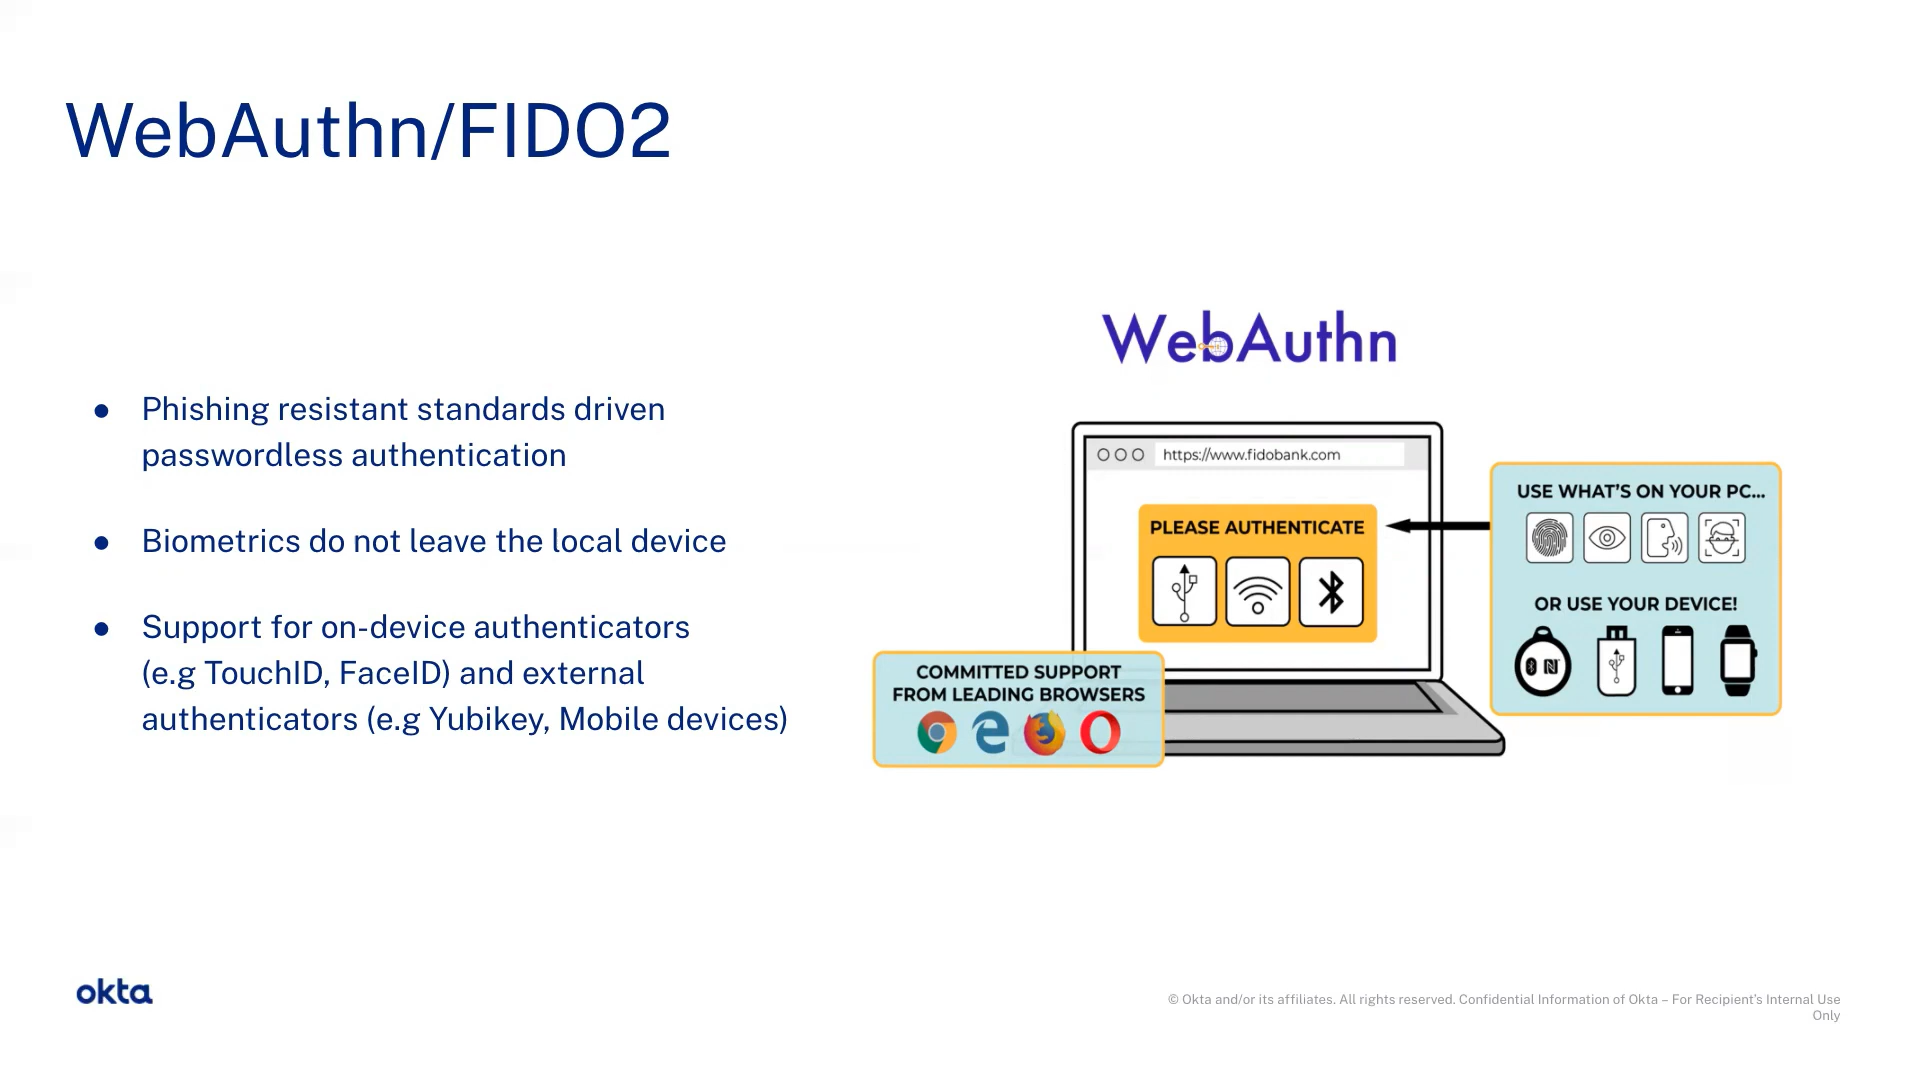 WebAuthn/FIDO2
● Phishing resistant standards driven
passwordless authentication
● Biometrics do not leave the local device
● Support for on-device authenticators
(e.g TouchID, FaceID) and external
authenticators (e.g Yubikey, Mobile devices)
WebAuthn
https://www.fidobank.com
PLEASE AUTHENTICATE
USE WHAT'S ON YOUR PC...
OR USE YOUR DEVICE!
COMMITTED SUPPORT
FROM LEADING BROWSERS
okta
© Okta and/or its affiliates. All rights reserved. Confidential Information of Okta – For Recipient's Internal Use
Only